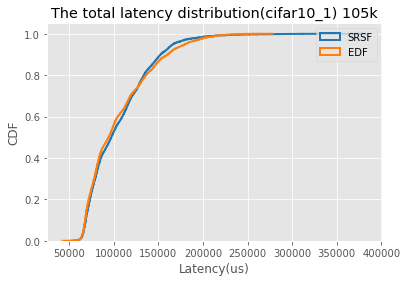 The total latency distribution(cifar10_1) 105k
1.0
0.8
0.6
0.4
0.2
0.0
CDF
SRSF
EDF
50000 100000 150000 200000 250000 300000 350000 400000
Latency(us)